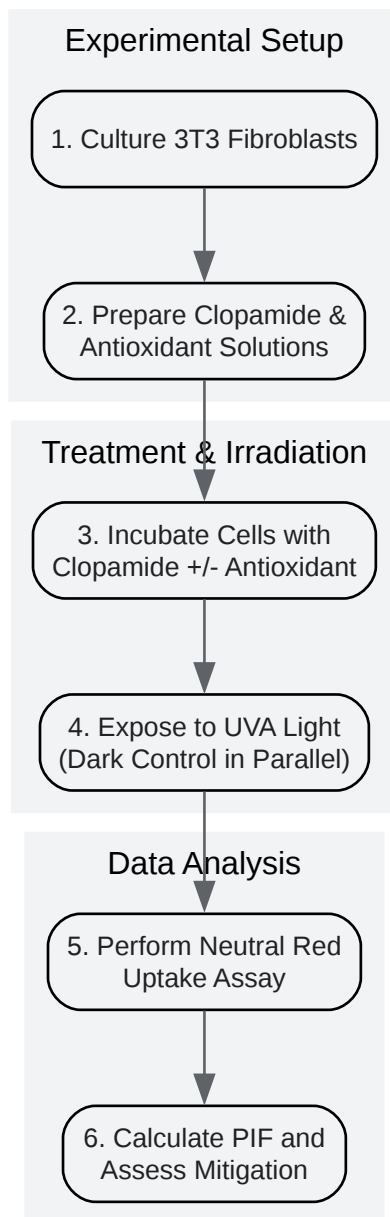 Experimental Setup
1. Culture 3T3 Fibroblasts
2. Prepare Clopamide &
Antioxidant Solutions
Treatment & Irradiation
3. Incubate Cells with
Clopamide +/- Antioxidant
4. Expose to UVA Light
(Dark Control in Parallel)
Data Analysis
5. Perform Neutral Red
Uptake Assay
6. Calculate PIF and
Assess Mitigation